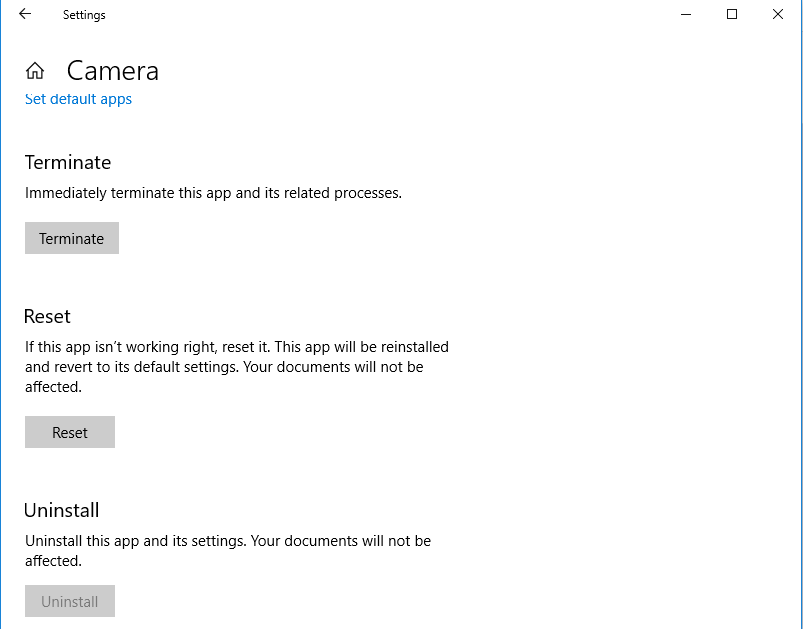 Settings
Camera
Set default apps
Terminate
Immediately terminate this app and its related processes.
Terminate
Reset
If this app isn't working right, reset it. This app will be reinstalled
and revert to its default settings. Your documents will not be
affected.
Reset
Uninstall
Uninstall this app and its settings. Your documents will not be
affected.
Uninstall